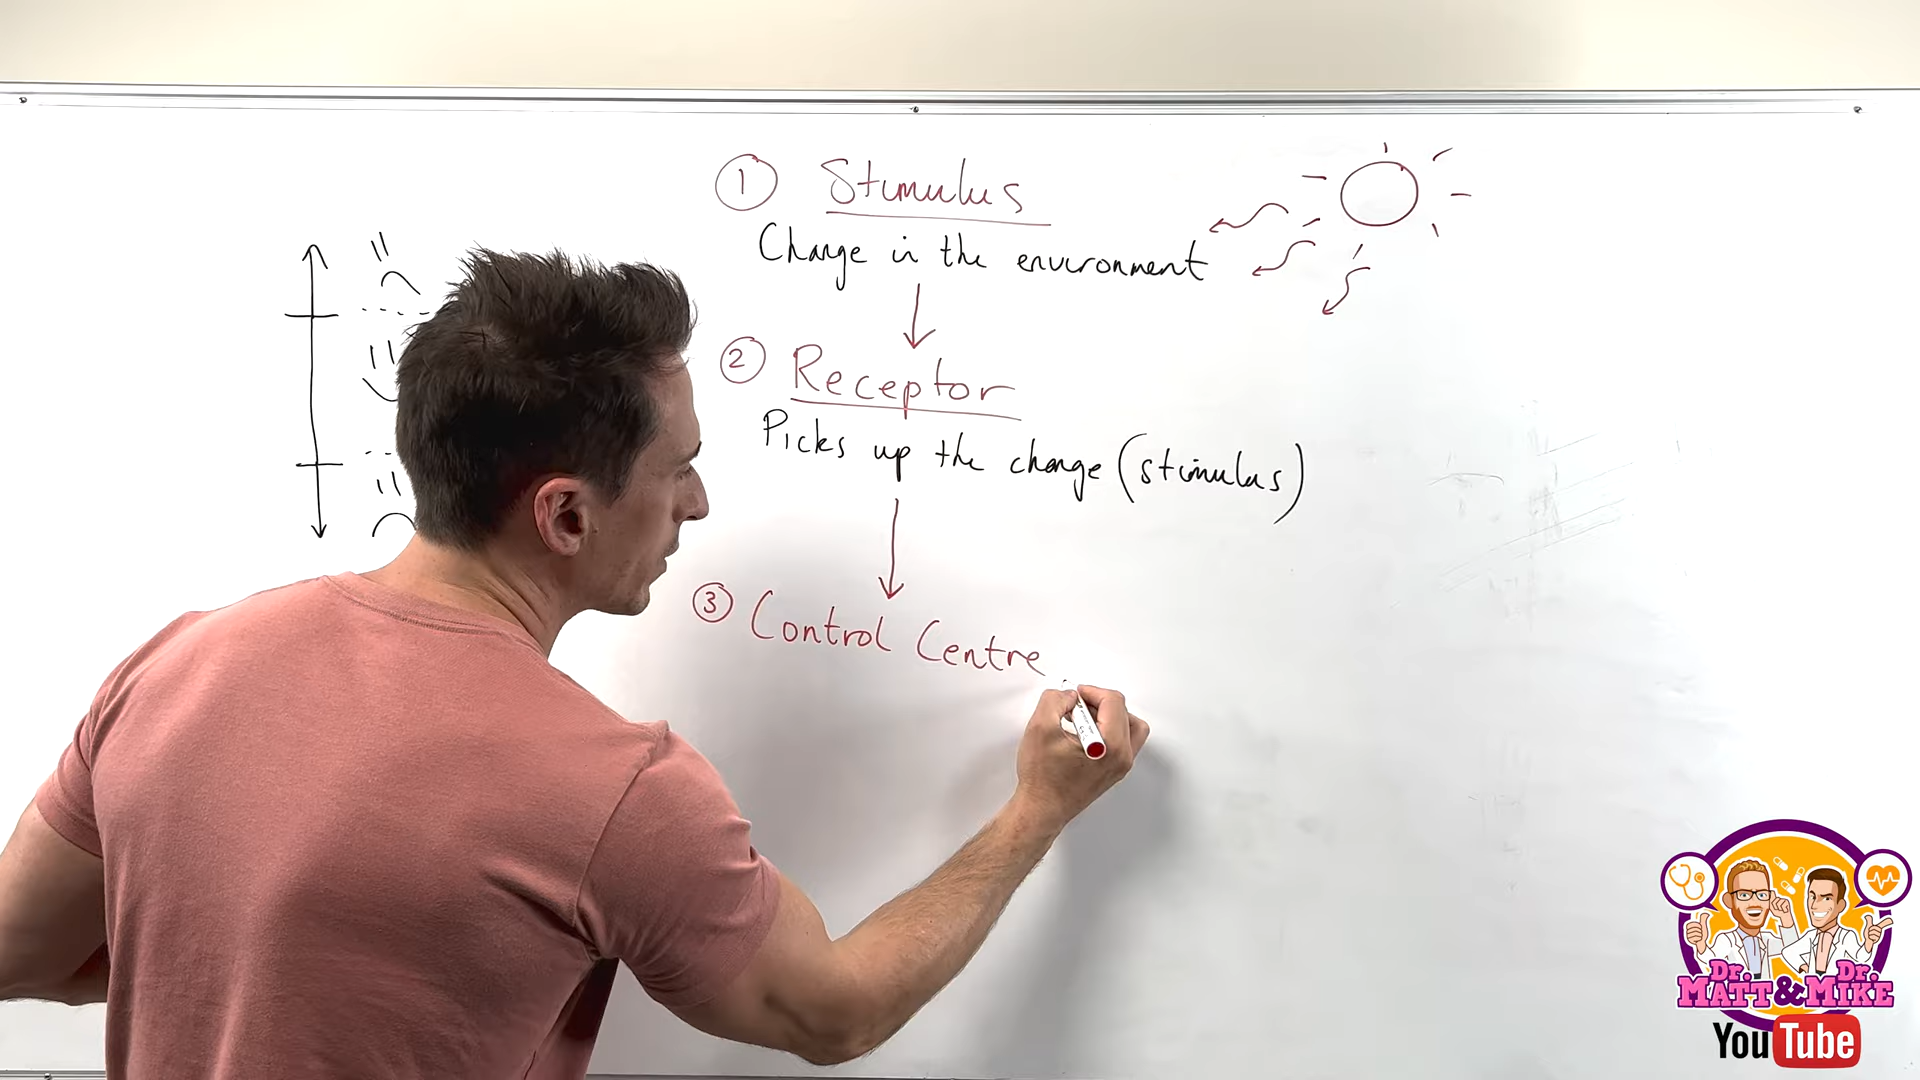 ① Stimulus
Change in the environment
② Receptor
Picks up the change (stimulus)
③ Control Centre
Dr. Dr.
MATT & MIKE
YouTube